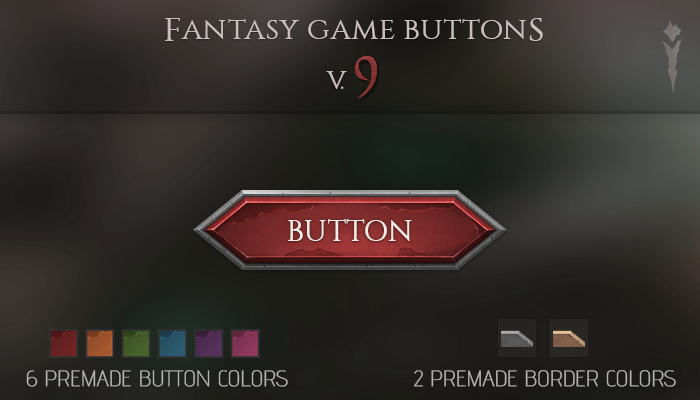 FANTASY GAME BUTTONS
V. 9
BUTTON
6 PREMADE BUTTON COLORS
2 PREMADE BORDER COLORS